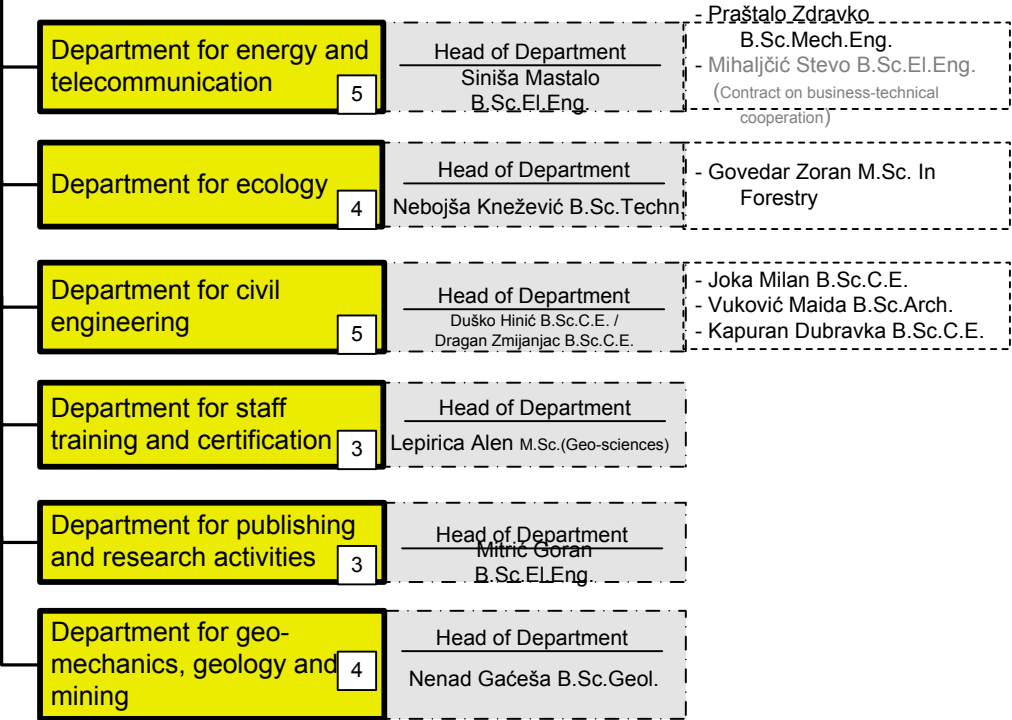 Department for energy and
telecommunication
5
Head of Department
Siniša Mastalo
B.Sc.El.Eng.
- Praštalo Zdravko
B.Sc.Mech.Eng.
- Mihaljčić Stevo B.Sc.El.Eng.
(Contract on business-technical
cooperation)
Department for ecology
4
Head of Department
Nebojša Knežević B.Sc.Techn.
- Govedar Zoran M.Sc. In
Forestry
Department for civil
engineering
5
Head of Department
Duško Hinić B.Sc.C.E. /
Dragan Zmijanjac B.Sc.C.E.
- Joka Milan B.Sc.C.E.
- Vuković Maida B.Sc.Arch.
- Kapuran Dubravka B.Sc.C.E.
Department for staff
training and certification
3
Head of Department
Lepirica Alen M.Sc.(Geo-sciences)
Department for publishing
and research activities
3
Head of Department
Mitrić Goran
B.Sc.El.Eng.
Department for geo-
mechanics, geology and
mining
4
Head of Department
Nenad Gaćeša B.Sc.Geol.